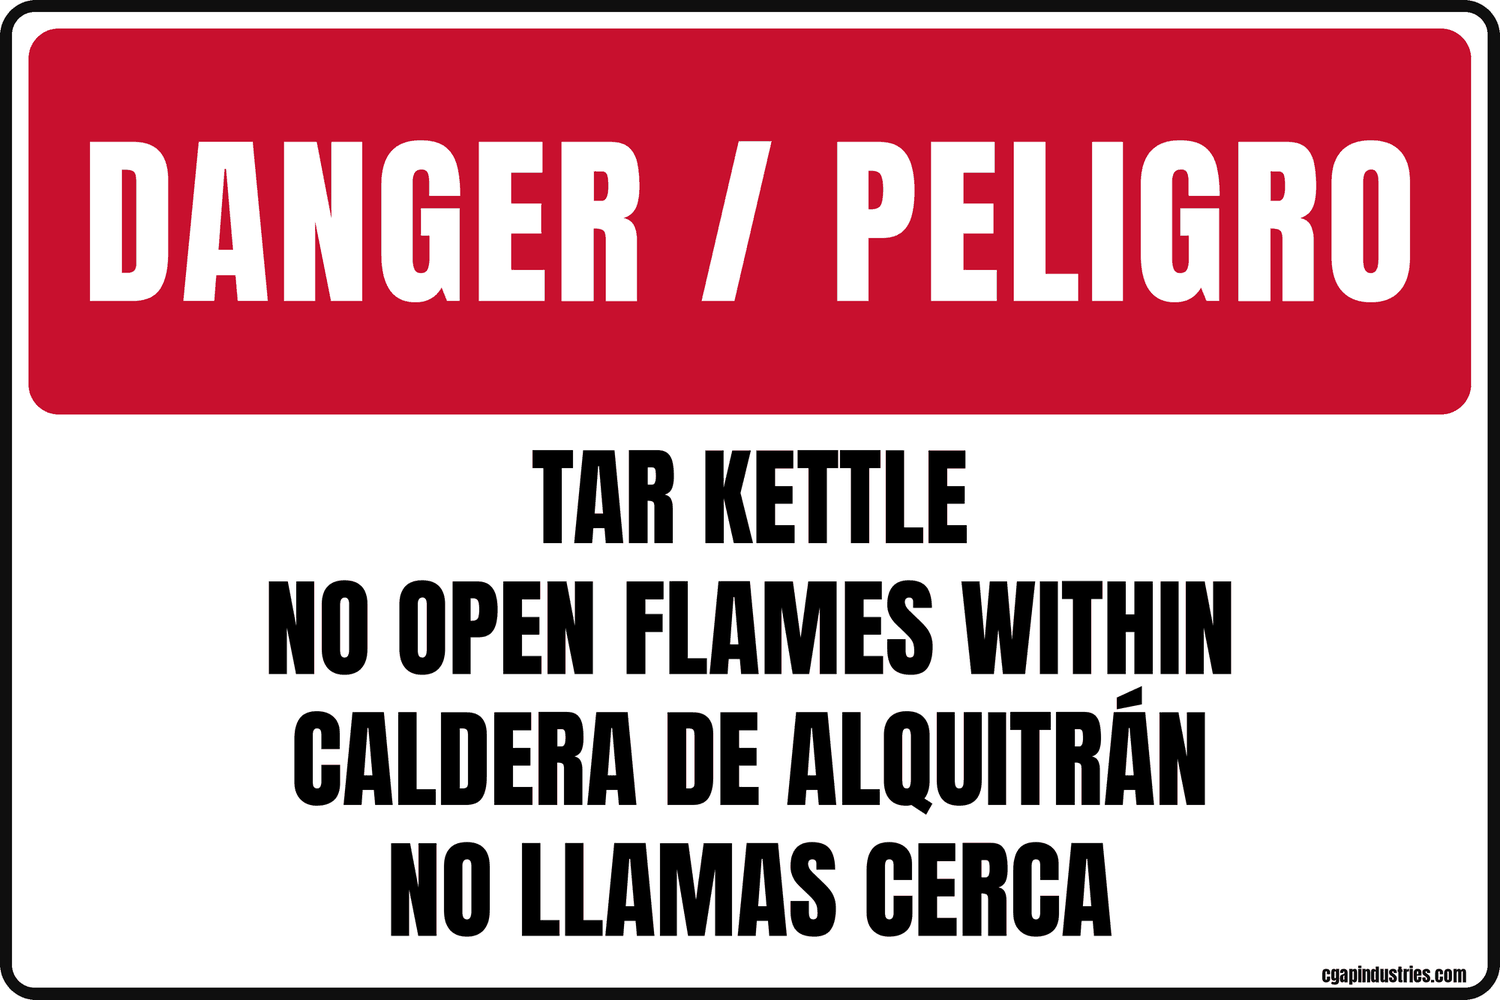 DANGER / PELIGRO
TAR KETTLE
NO OPEN FLAMES WITHIN
CALDERA DE ALQUITRÁN
NO LLAMAS CERCA
cgapindustries.com